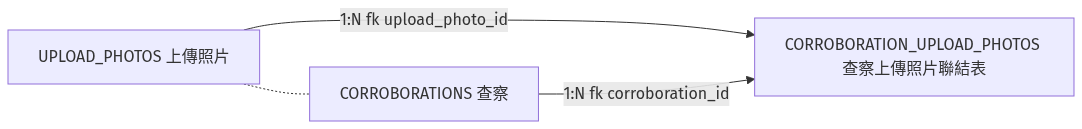 1:N fk upload_photo_id
UPLOAD_PHOTOS 上傳照片
CORROBORATION_UPLOAD_PHOTOS
查察上傳照片聯結表
CORROBORATIONS 查察
1:N fk corroboration_id